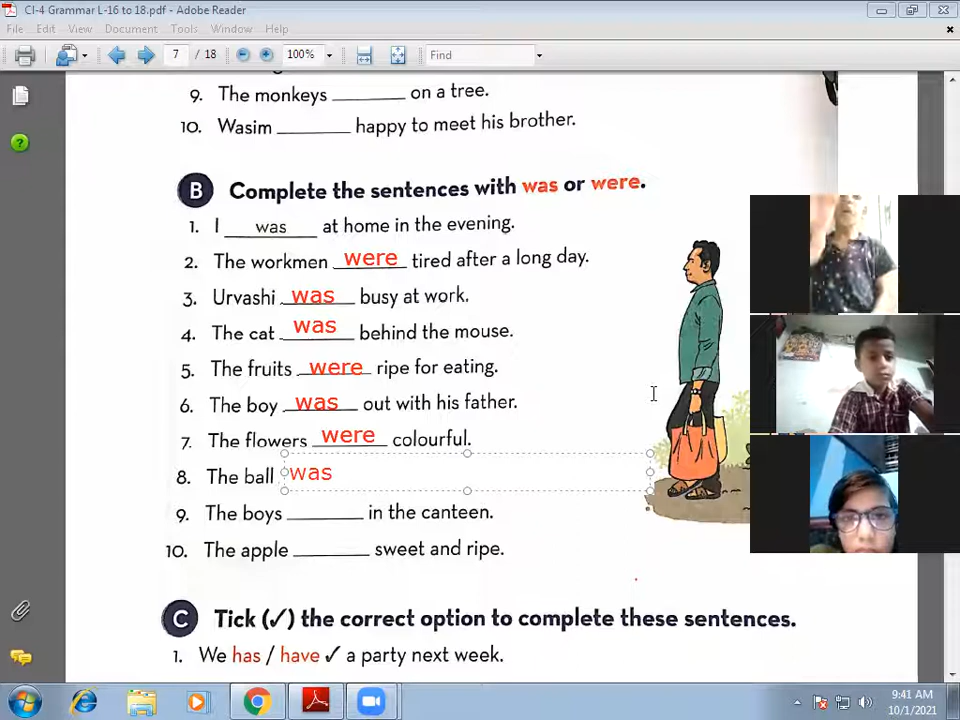 Cl-4 Grammar L-16 to 18.pdf - Adobe Reader
File Edit View Document Tools Window Help
7 / 18 100% Find
9. The monkeys ________ on a tree.
10. Wasim ________ happy to meet his brother.
B Complete the sentences with was or were.
1. I was at home in the evening.
2. The workmen were tired after a long day.
3. Urvashi was busy at work.
4. The cat was behind the mouse.
5. The fruits were ripe for eating.
6. The boy was out with his father.
7. The flowers were colourful.
8. The ball was
9. The boys ________ in the canteen.
10. The apple ________ sweet and ripe.
C Tick (✓) the correct option to complete these sentences.
1. We has / have ✓ a party next week.
9:41 AM
10/1/2021